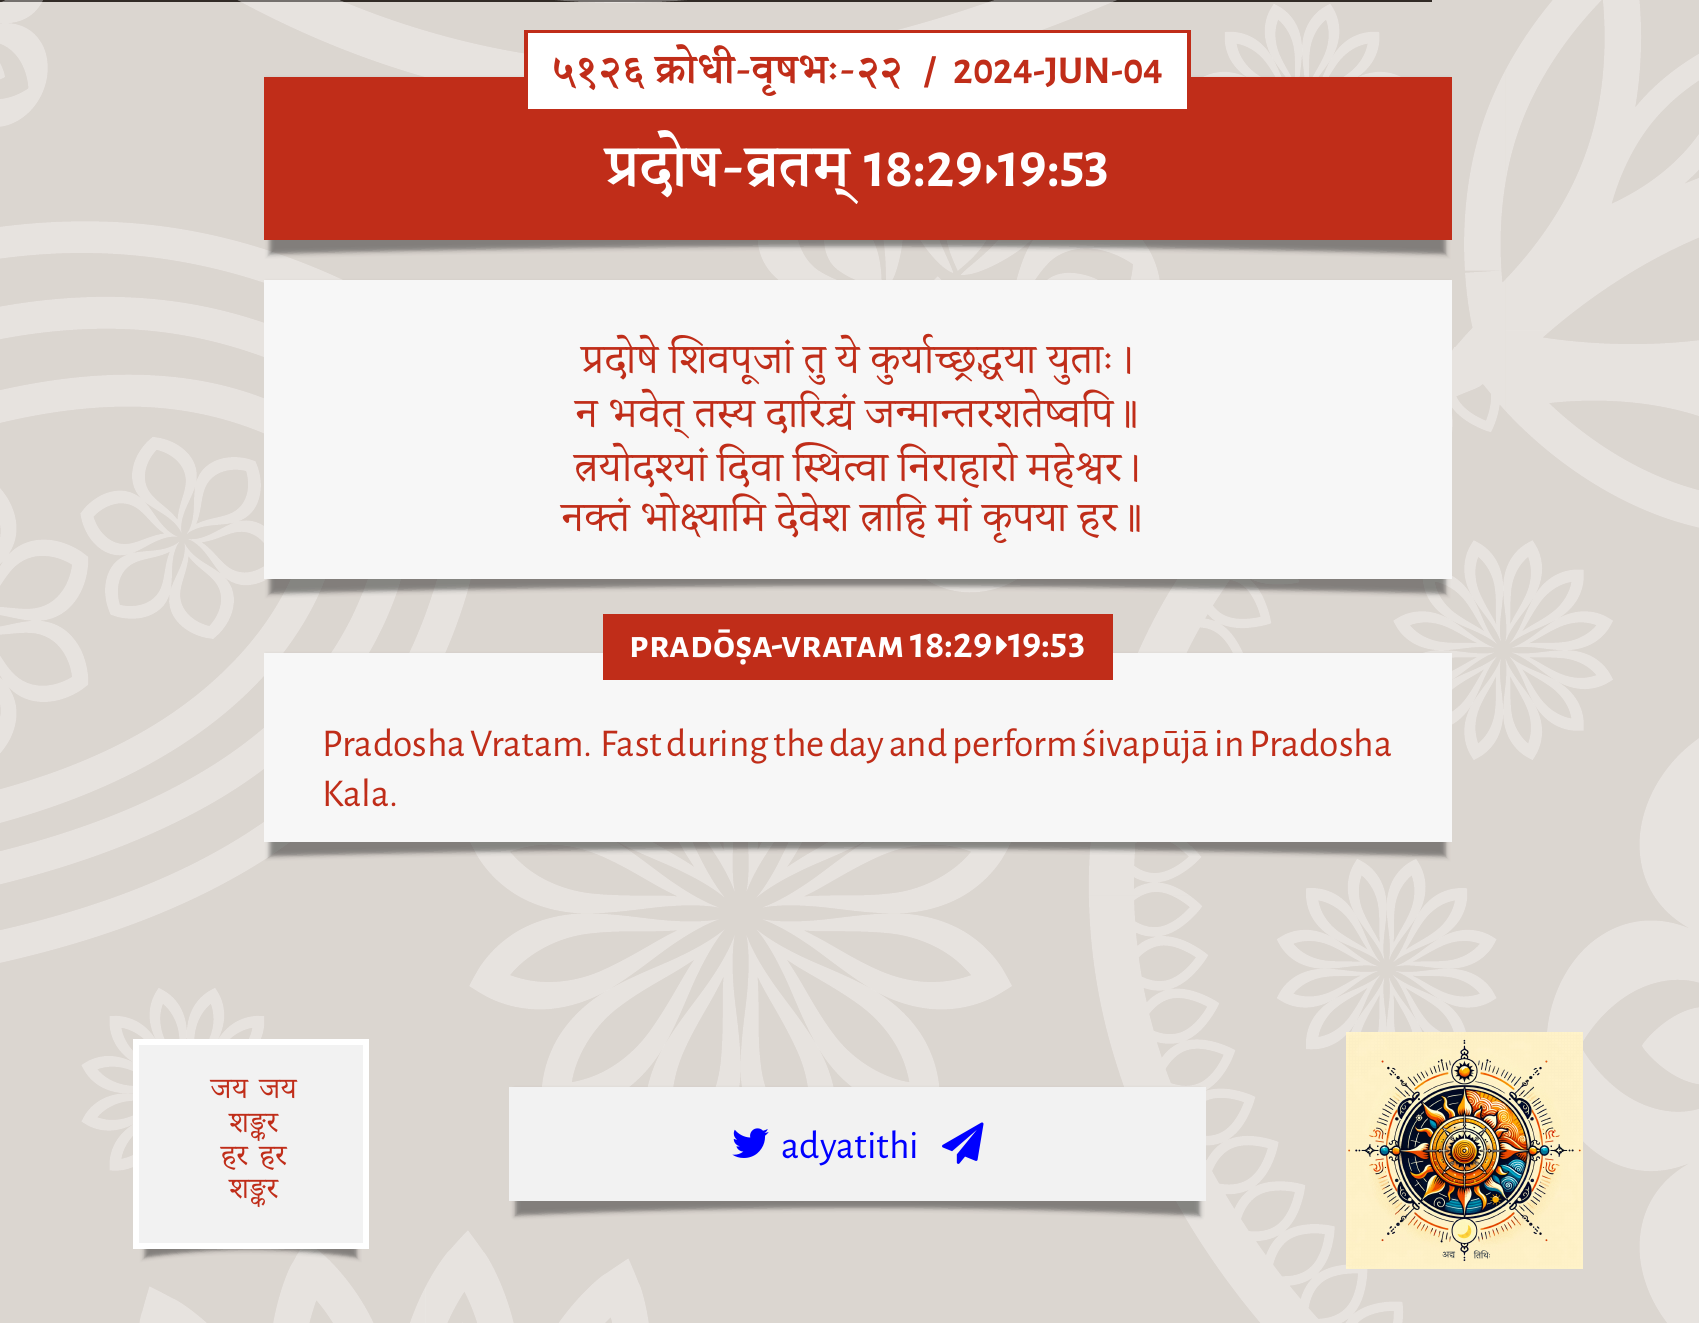 ५१२६ क्रोधी-वृषभः-२२ / 2024-JUN-04
प्रदोष-व्रतम् 18:29▸19:53
प्रदोषे शिवपूजां तु ये कुर्याच्छ्रद्धया युताः।
न भवेत् तस्य दारिद्र्यं जन्मान्तरशतेष्वपि॥
त्रयोदश्यां दिवा स्थित्वा निराहारो महेश्वर।
नक्तं भोक्ष्यामि देवेश त्राहि मां कृपया हर॥
PRADŌṢA-VRATAM 18:29▸19:53
Pradosha Vratam. Fast during the day and perform śivapūjā in Pradosha
Kala.
जय जय
शङ्कर
हर हर
शङ्कर
adyatithi
अद्य तिथिः